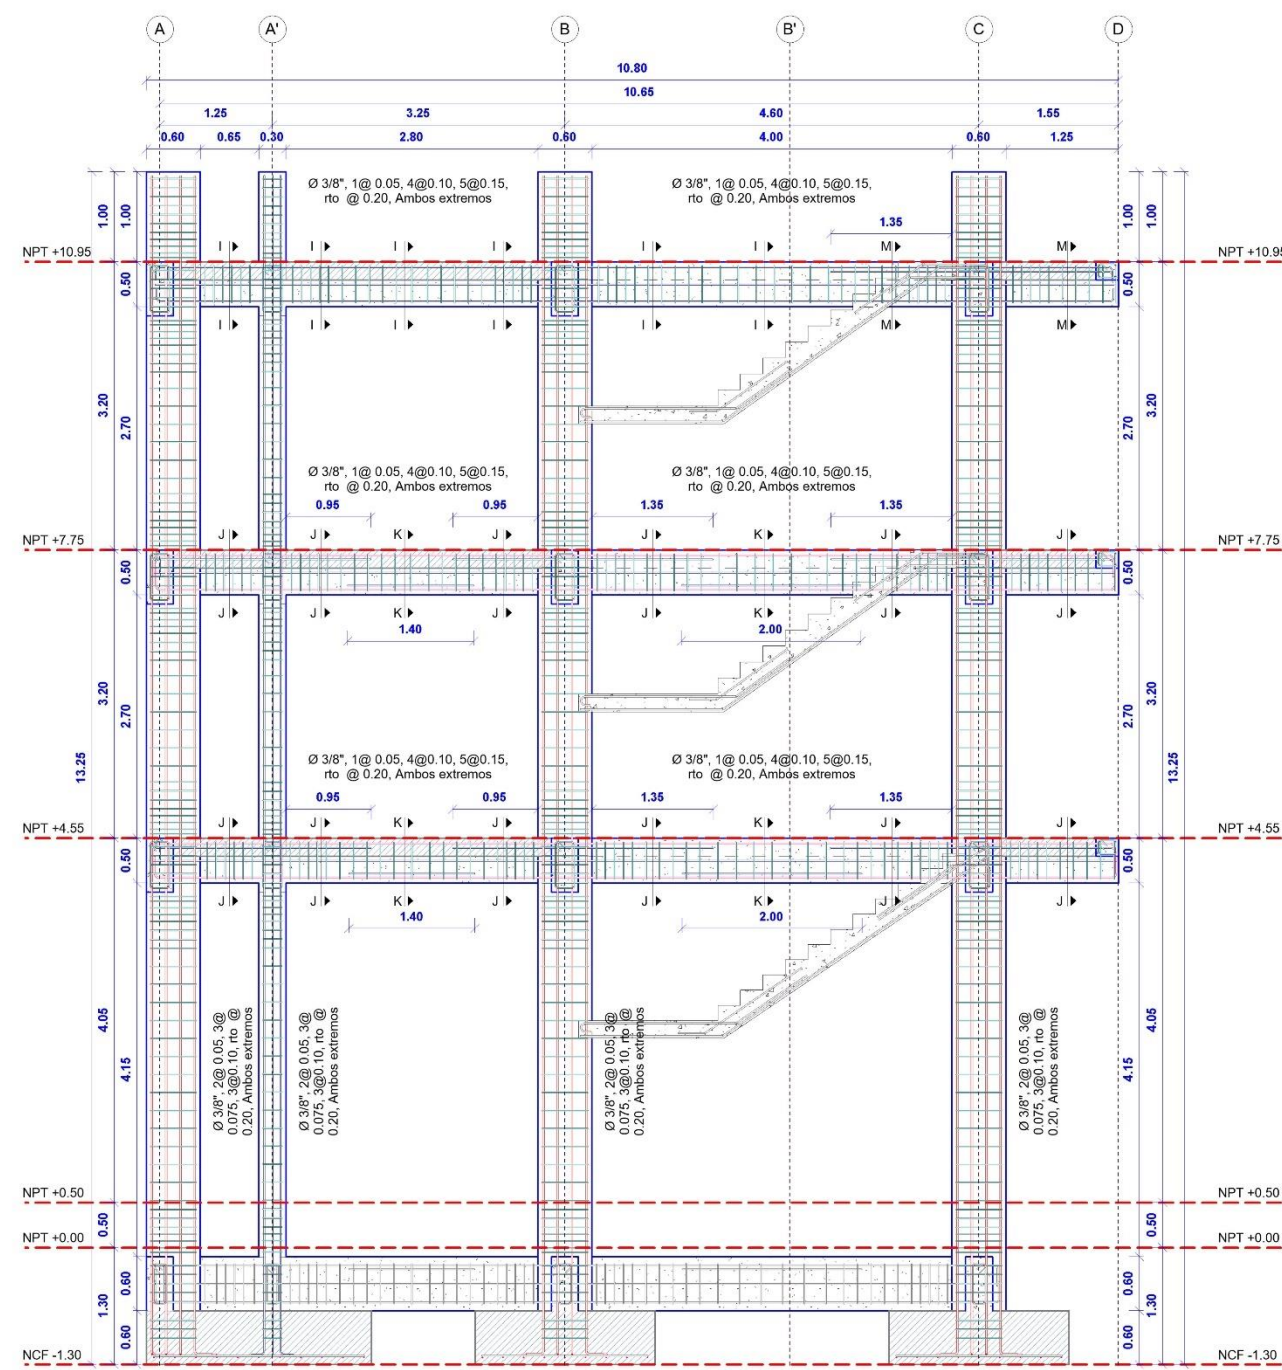 A A' B B' C D
10.80
10.65
1.25 3.25 4.60 1.55
0.60 0.65 0.30 2.80 0.60 4.00 0.60 1.25
Ø 3/8", 1@ 0.05, 4@0.10, 5@0.15,
rto @ 0.20, Ambos extremos
Ø 3/8", 1@ 0.05, 4@0.10, 5@0.15,
rto @ 0.20, Ambos extremos
1.00 1.00 1.35 1.00 1.00
I I I I I I M M
NPT +10.95 NPT +10.95
0.50 0.50
I I I I I I M M
3.20 2.70 2.70 3.20
Ø 3/8", 1@ 0.05, 4@0.10, 5@0.15,
rto @ 0.20, Ambos extremos
Ø 3/8", 1@ 0.05, 4@0.10, 5@0.15,
rto @ 0.20, Ambos extremos
0.95 0.95 1.35 1.35
J J K J J K J J
NPT +7.75 NPT +7.75
0.50 0.50
J J K J J K J J
1.40 2.00
3.20 2.70 2.70 3.20
13.25 13.25
Ø 3/8", 1@ 0.05, 4@0.10, 5@0.15,
rto @ 0.20, Ambos extremos
Ø 3/8", 1@ 0.05, 4@0.10, 5@0.15,
rto @ 0.20, Ambos extremos
0.95 0.95 1.35 1.35
J J K J J K J J
NPT +4.55 NPT +4.55
0.50 0.50
J J K J J K J J
1.40 2.00
4.05 4.15 4.15 4.05
Ø 3/8", 2@ 0.05, 3@
0.075, 3@0.10, rto @
0.20, Ambos extremos
Ø 3/8", 2@ 0.05, 3@
0.075, 3@0.10, rto @
0.20, Ambos extremos
Ø 3/8", 2@ 0.05, 3@
0.075, 3@0.10, rto @
0.20, Ambos extremos
Ø 3/8", 2@ 0.05, 3@
0.075, 3@0.10, rto @
0.20, Ambos extremos
NPT +0.50 NPT +0.50
0.50 0.50
NPT +0.00 NPT +0.00
0.60 0.60
1.30 1.30
0.60 0.60
NCF -1.30 NCF -1.30